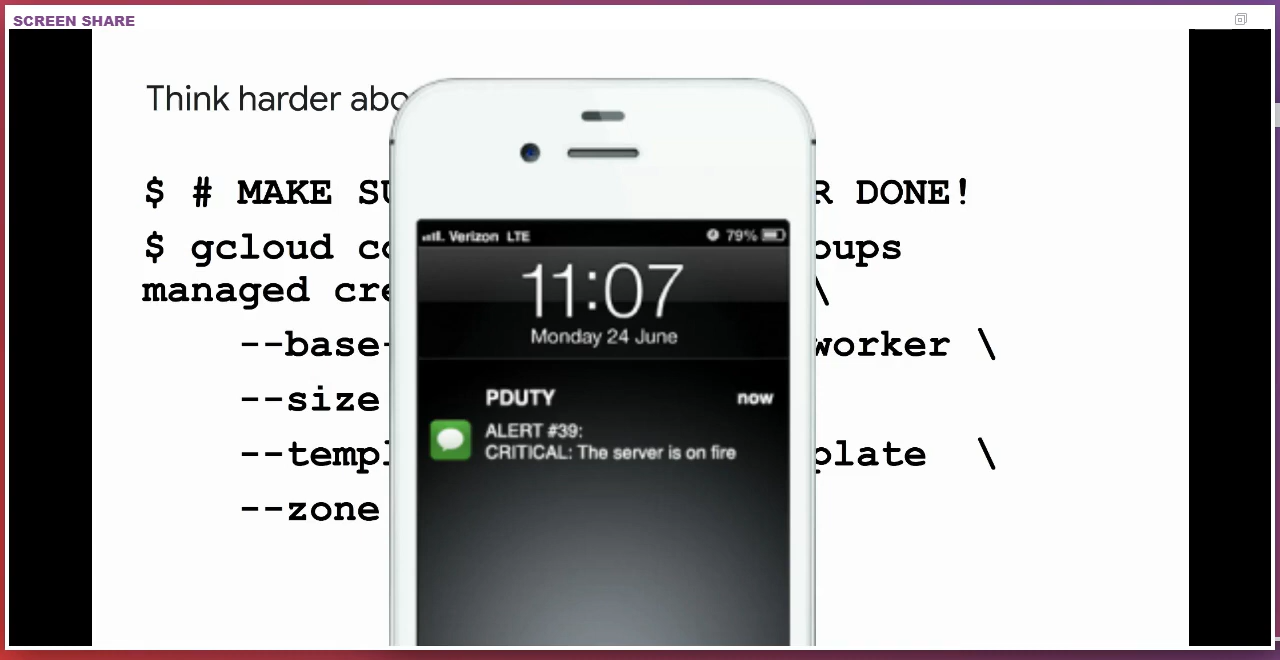 SCREEN SHARE
Think harder abo
$ # MAKE SU R DONE!
$ gcloud co oups
managed cre \
--base- worker \
--size
--templ plate \
--zone
Verizon LTE 79%
11:07
Monday 24 June
PDUTY now
ALERT #39:
CRITICAL: The server is on fire